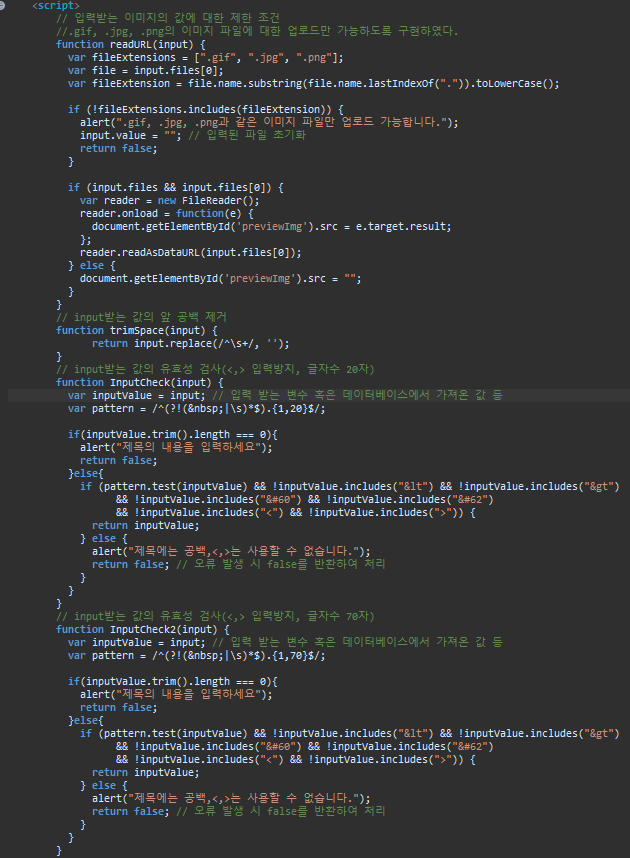 <script>
// 입력받는 이미지의 값에 대한 제한 조건
//.gif, .jpg, .png의 이미지 파일에 대한 업로드만 가능하도록 구현하였다.
function readURL(input) {
var fileExtensions = [".gif", ".jpg", ".png"];
var file = input.files[0];
var fileExtension = file.name.substring(file.name.lastIndexOf(".")).toLowerCase();
if (!fileExtensions.includes(fileExtension)) {
alert(".gif, .jpg, .png과 같은 이미지 파일만 업로드 가능합니다.");
input.value = ""; // 입력된 파일 초기화
return false;
}
if (input.files && input.files[0]) {
var reader = new FileReader();
reader.onload = function(e) {
document.getElementById('previewImg').src = e.target.result;
};
reader.readAsDataURL(input.files[0]);
} else {
document.getElementById('previewImg').src = "";
}
}
// input받는 값의 앞 공백 제거
function trimSpace(input) {
return input.replace(/^\s+/, '');
}
// input받는 값의 유효성 검사(<,> 입력방지, 글자수 20자)
function InputCheck(input) {
var inputValue = input; // 입력 받는 변수 혹은 데이터베이스에서 가져온 값 등
var pattern = /^(?!(&nbsp;|\s)*$).{1,20}$/;
if(inputValue.trim().length === 0){
alert("제목의 내용을 입력하세요");
return false;
}else{
if (pattern.test(inputValue) && !inputValue.includes("&lt") && !inputValue.includes("&gt")
&& !inputValue.includes("&#60") && !inputValue.includes("&#62")
&& !inputValue.includes("<") && !inputValue.includes(">")) {
return inputValue;
} else {
alert("제목에는 공백,<,>는 사용할 수 없습니다.");
return false; // 오류 발생 시 false를 반환하여 처리
}
}
}
// input받는 값의 유효성 검사(<,> 입력방지, 글자수 70자)
function InputCheck2(input) {
var inputValue = input; // 입력 받는 변수 혹은 데이터베이스에서 가져온 값 등
var pattern = /^(?!(&nbsp;|\s)*$).{1,70}$/;
if(inputValue.trim().length === 0){
alert("제목의 내용을 입력하세요");
return false;
}else{
if (pattern.test(inputValue) && !inputValue.includes("&lt") && !inputValue.includes("&gt")
&& !inputValue.includes("&#60") && !inputValue.includes("&#62")
&& !inputValue.includes("<") && !inputValue.includes(">")) {
return inputValue;
} else {
alert("제목에는 공백,<,>는 사용할 수 없습니다.");
return false; // 오류 발생 시 false를 반환하여 처리
}
}
}